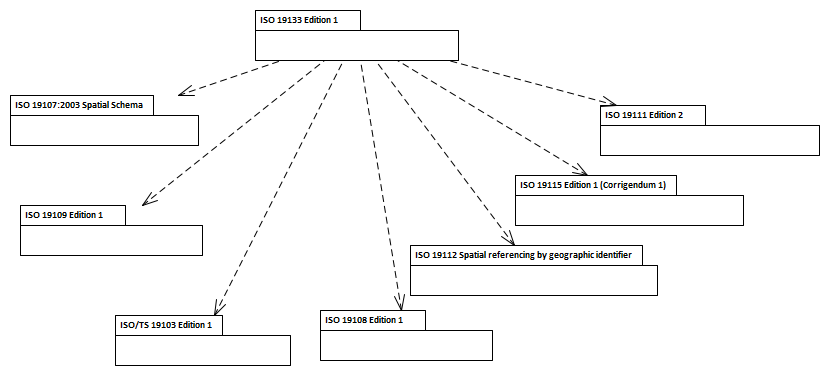 ISO 19133 Edition 1
ISO 19107:2003 Spatial Schema
ISO 19111 Edition 2
ISO 19115 Edition 1 (Corrigendum 1)
ISO 19109 Edition 1
ISO 19112 Spatial referencing by geographic identifier
ISO/TS 19103 Edition 1
ISO 19108 Edition 1